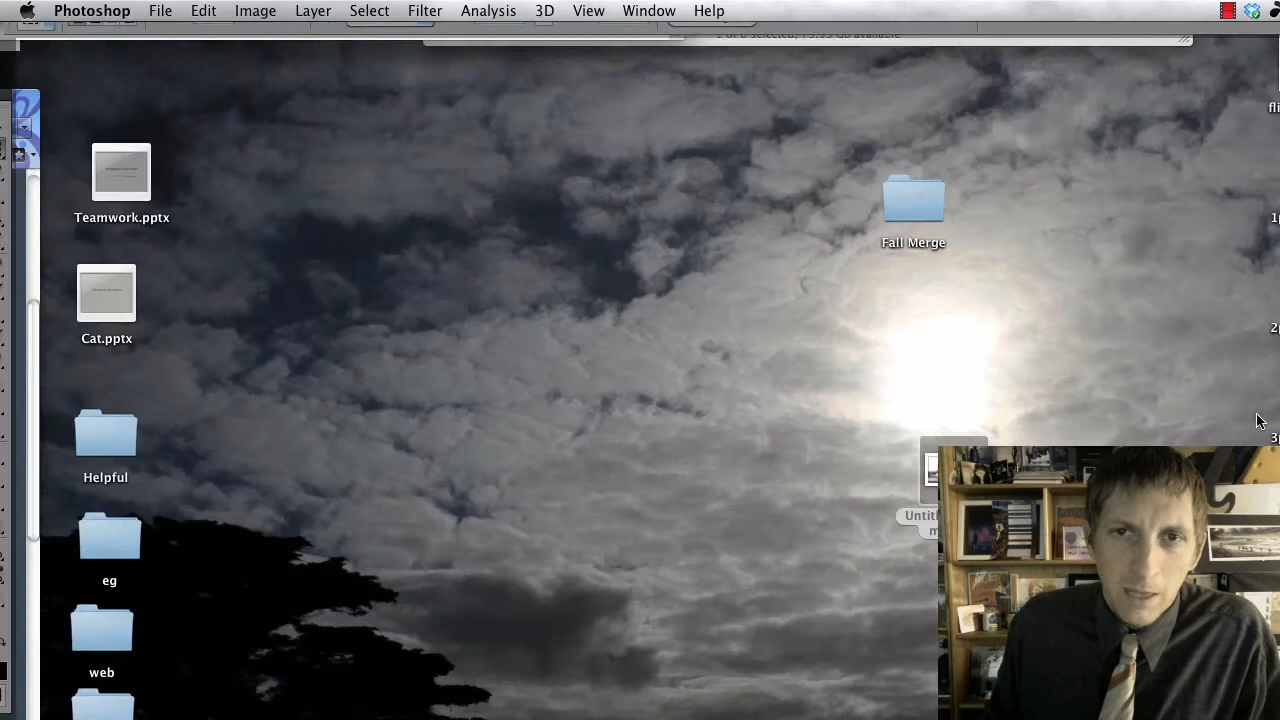 Photoshop File Edit Image Layer Select Filter Analysis 3D View Window Help
Teamwork.pptx
Fall Merge
Cat.pptx
Helpful
eg
web